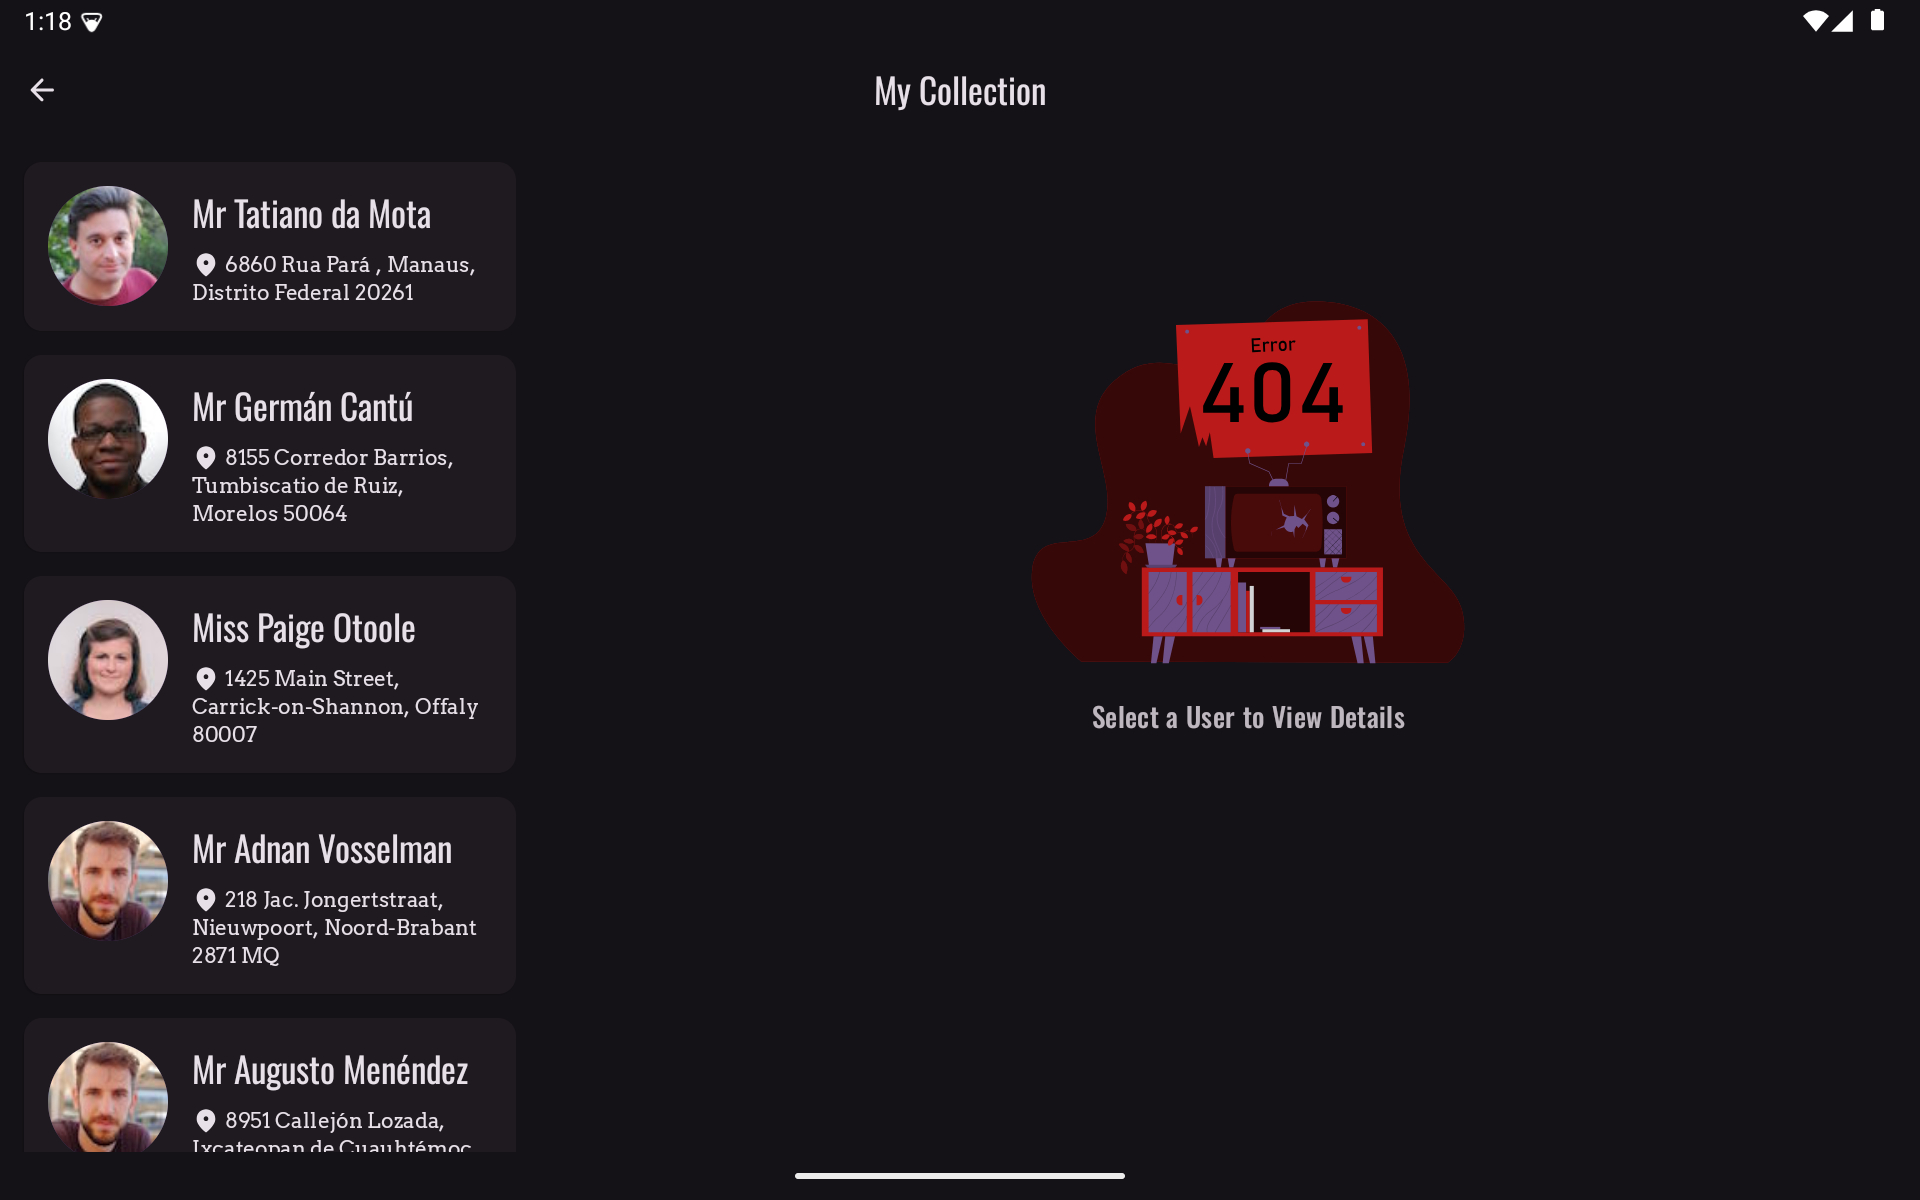 1:18
My Collection
Mr Tatiano da Mota
6860 Rua Pará , Manaus,
Distrito Federal 20261
Mr Germán Cantú
8155 Corredor Barrios,
Tumbiscatio de Ruiz,
Morelos 50064
Miss Paige Otoole
1425 Main Street,
Carrick-on-Shannon, Offaly
80007
Mr Adnan Vosselman
218 Jac. Jongertstraat,
Nieuwpoort, Noord-Brabant
2871 MQ
Mr Augusto Menéndez
8951 Callejón Lozada,
Ixcateopan de Cuauhtémoc
Error
404
Select a User to View Details